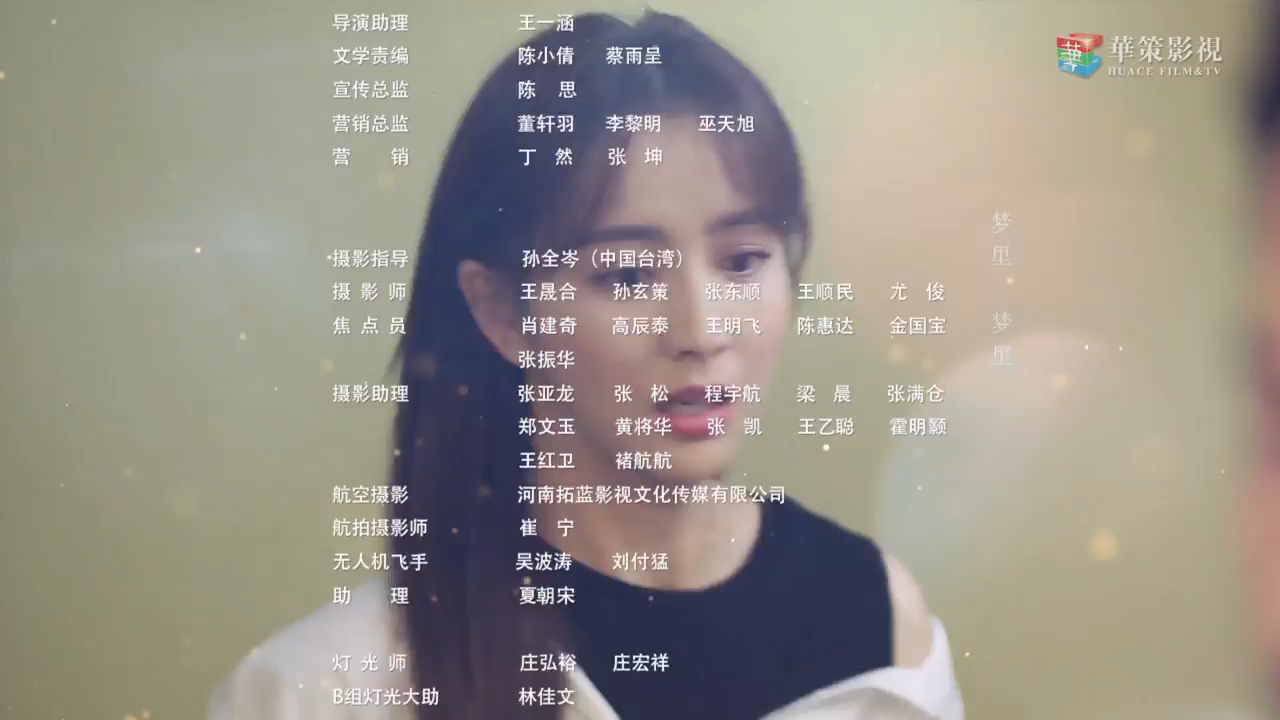 导演助理 王一涵
文学责编 陈小倩 蔡雨呈
宣传总监 陈 思
营销总监 董轩羽 李黎明 巫天旭
营 销 丁 然 张 坤
摄影指导 孙全岑（中国台湾）
摄 影 师 王晟合 孙玄策 张东顺 王顺民 尤 俊
焦 点 员 肖建奇 高辰泰 王明飞 陈惠达 金国宝
张振华
摄影助理 张亚龙 张 松 程宇航 梁 晨 张满仓
郑文玉 黄将华 张 凯 王乙聪 霍明颢
王红卫 褚航航
航空摄影 河南拓蓝影视文化传媒有限公司
航拍摄影师 崔 宁
无人机飞手 吴波涛 刘付猛
助 理 夏朝宋
灯 光 师 庄弘裕 庄宏祥
B组灯光大助 林佳文
華
華策影視
HUACE FILM&TV
梦里 梦里